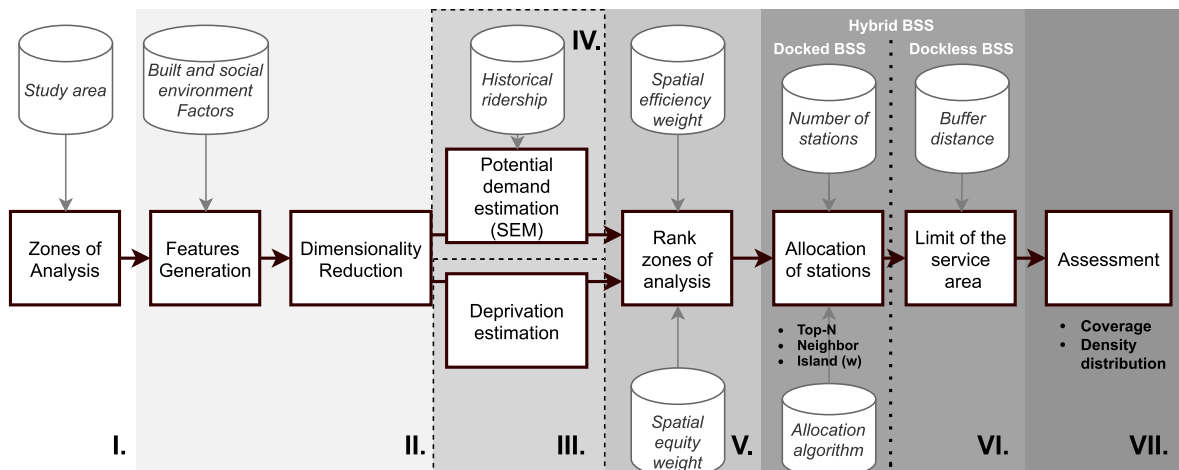 Hybrid BSS
Docked BSS
Dockless BSS
IV.
Study area
Built and social
environment
Factors
Historical
ridership
Spatial
efficiency
weight
Number of
stations
Buffer
distance
Zones of
Analysis
Features
Generation
Dimensionality
Reduction
Potential
demand
estimation
(SEM)
Deprivation
estimation
Rank
zones of
analysis
Allocation
of stations
Limit of the
service
area
Assessment
• Top-N
• Neighbor
• Island (w)
• Coverage
• Density
distribution
Spatial
equity
weight
Allocation
algorithm
I.
II.
III.
V.
VI.
VII.